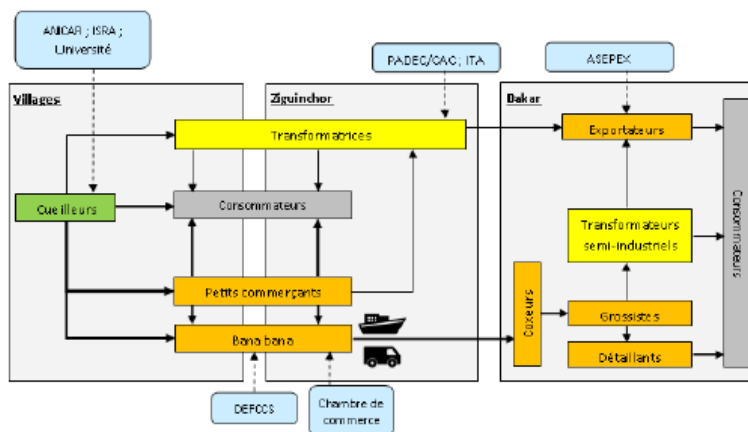 ANICAR ; ISRA ;
Université
PADEC/CAC; ITA
ASEPEX
Villages
Ziguinchor
Dakar
Transformatrices
Exportateurs
Cueilleurs
Consommateurs
Transformateurs
semi-industriels
Consommateurs
Petits commerçants
Coxeurs
Grossistes
Bana bana
Détaillants
DEFCCS
Chambre de
commerce